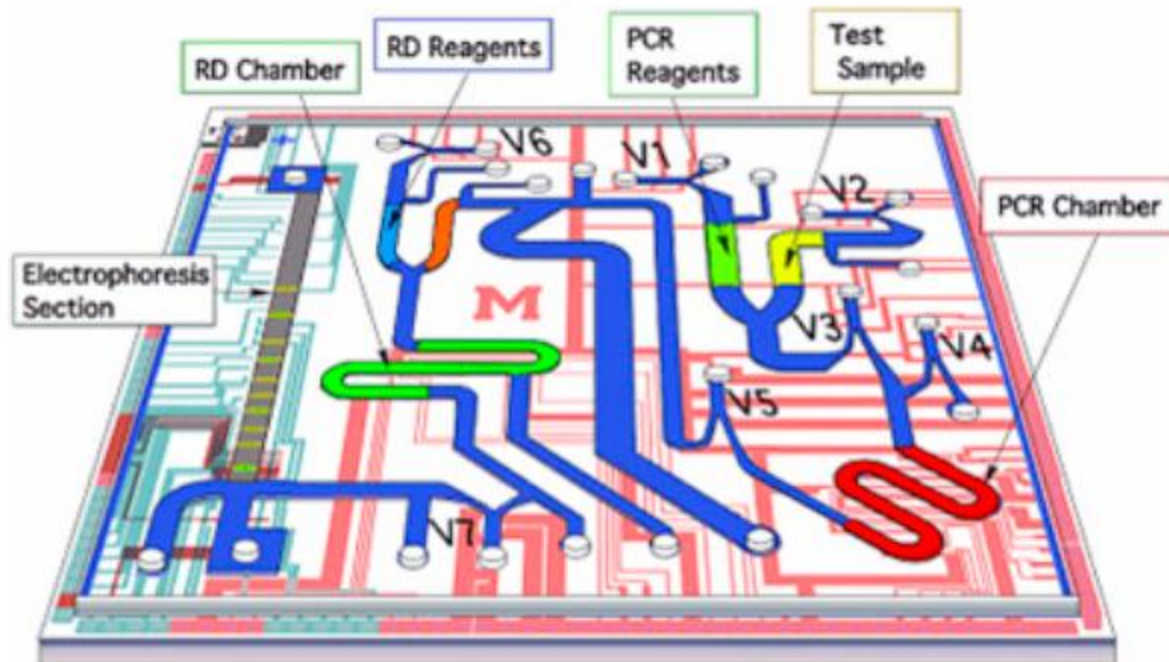 RD Chamber
RD Reagents
PCR
Reagents
Test
Sample
PCR Chamber
Electrophoresis
Section
V6
V1
V2
V3
V4
V5
V7
M